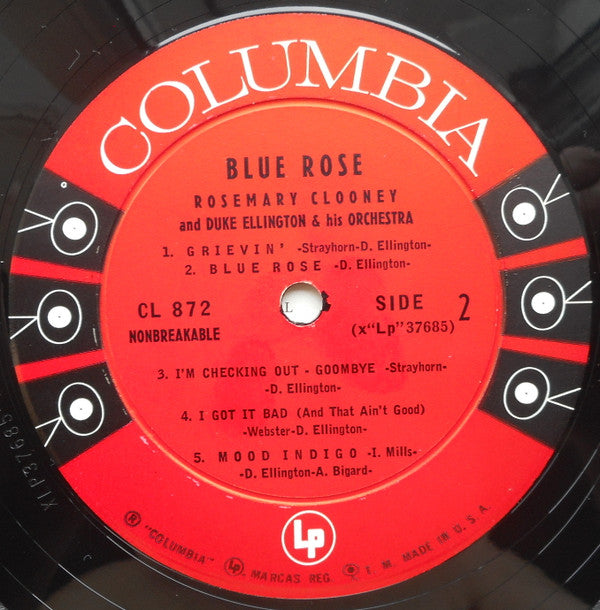 COLUMBIA
BLUE ROSE
ROSEMARY CLOONEY
and DUKE ELLINGTON & his ORCHESTRA
1. GRIEVIN' -Strayhorn-D. Ellington-
2. BLUE ROSE -D. Ellington-
CL 872
NONBREAKABLE
L
SIDE 2
(x"Lp"37685)
3. I'M CHECKING OUT - GOOMBYE -Strayhorn-
-D. Ellington-
4. I GOT IT BAD (And That Ain't Good)
-Webster-D. Ellington-
5. MOOD INDIGO -I. Mills-
-D. Ellington-A. Bigard-
Lp
® "COLUMBIA" Lp. MARCAS REG. T.M. MADE IN U.S.A.
XLP37685